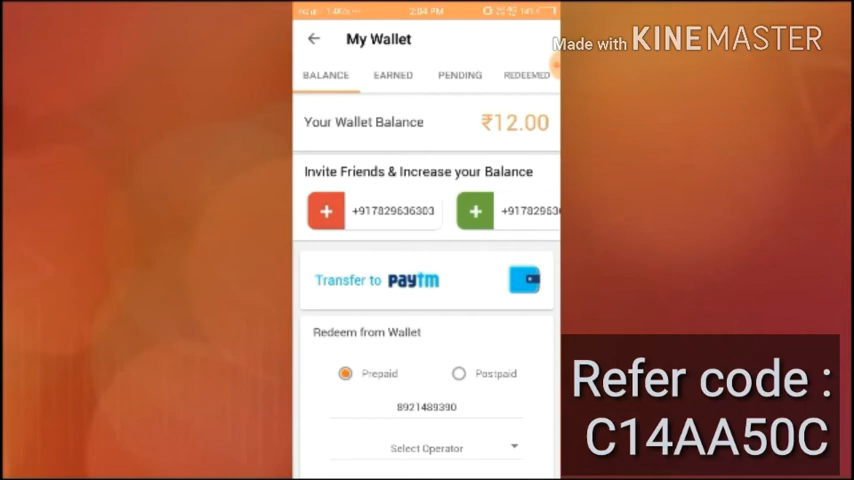 2:04 PM
My Wallet
Made with KINEMASTER
BALANCE EARNED PENDING REDEEMED
Your Wallet Balance ₹12.00
Invite Friends & Increase your Balance
+917829636303 +91782963
Transfer to paytm
Redeem from Wallet
Prepaid Postpaid
8921489390
Select Operator
Refer code :
C14AA50C